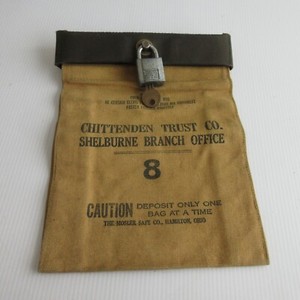 CHITTENDEN TRUST CO.
SHELBURNE BRANCH OFFICE
8
CAUTION DEPOSIT ONLY ONE
BAG AT A TIME
THE MOSLER SAFE CO., HAMILTON, OHIO